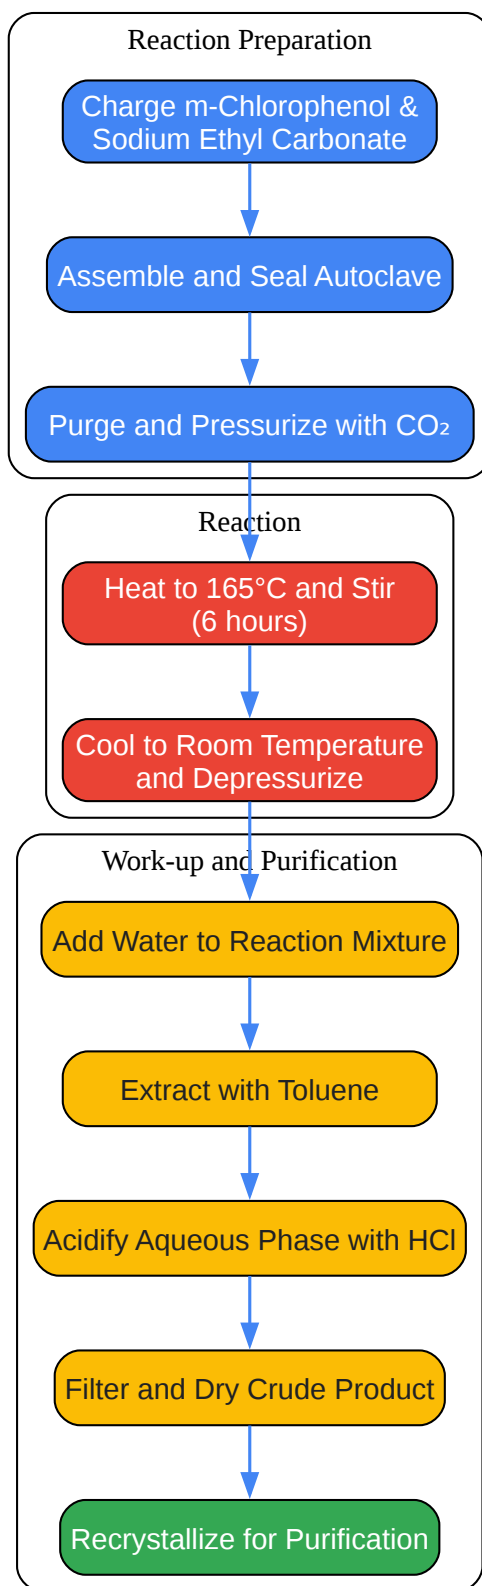 Reaction Preparation
Charge m-Chlorophenol &
Sodium Ethyl Carbonate
Assemble and Seal Autoclave
Purge and Pressurize with CO₂
Reaction
Heat to 165°C and Stir
(6 hours)
Cool to Room Temperature
and Depressurize
Work-up and Purification
Add Water to Reaction Mixture
Extract with Toluene
Acidify Aqueous Phase with HCl
Filter and Dry Crude Product
Recrystallize for Purification